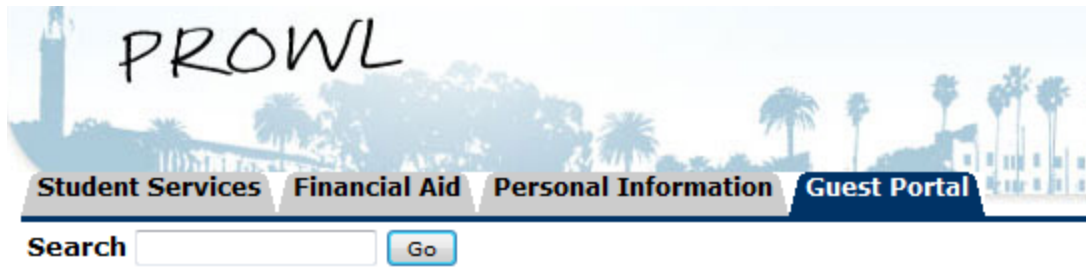 PROWL
Student Services Financial Aid Personal Information Guest Portal
Search Go